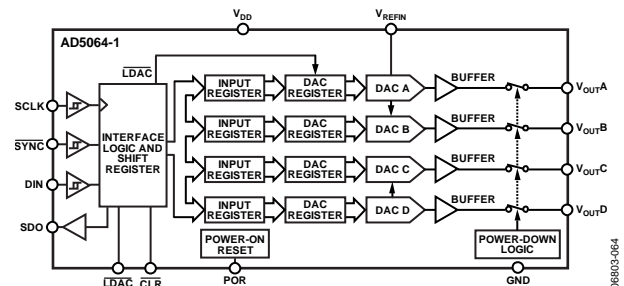 VDD
VREFIN
AD5064-1
LDAC
SCLK
SYNC
DIN
SDO
INTERFACE
LOGIC AND
SHIFT
REGISTER
INPUT
REGISTER
DAC
REGISTER
DAC A
BUFFER
VOUTA
INPUT
REGISTER
DAC
REGISTER
DAC B
BUFFER
VOUTB
INPUT
REGISTER
DAC
REGISTER
DAC C
BUFFER
VOUTC
INPUT
REGISTER
DAC
REGISTER
DAC D
BUFFER
VOUTD
POWER-ON
RESET
POWER-DOWN
LOGIC
LDAC
CLR
POR
GND
06803-064